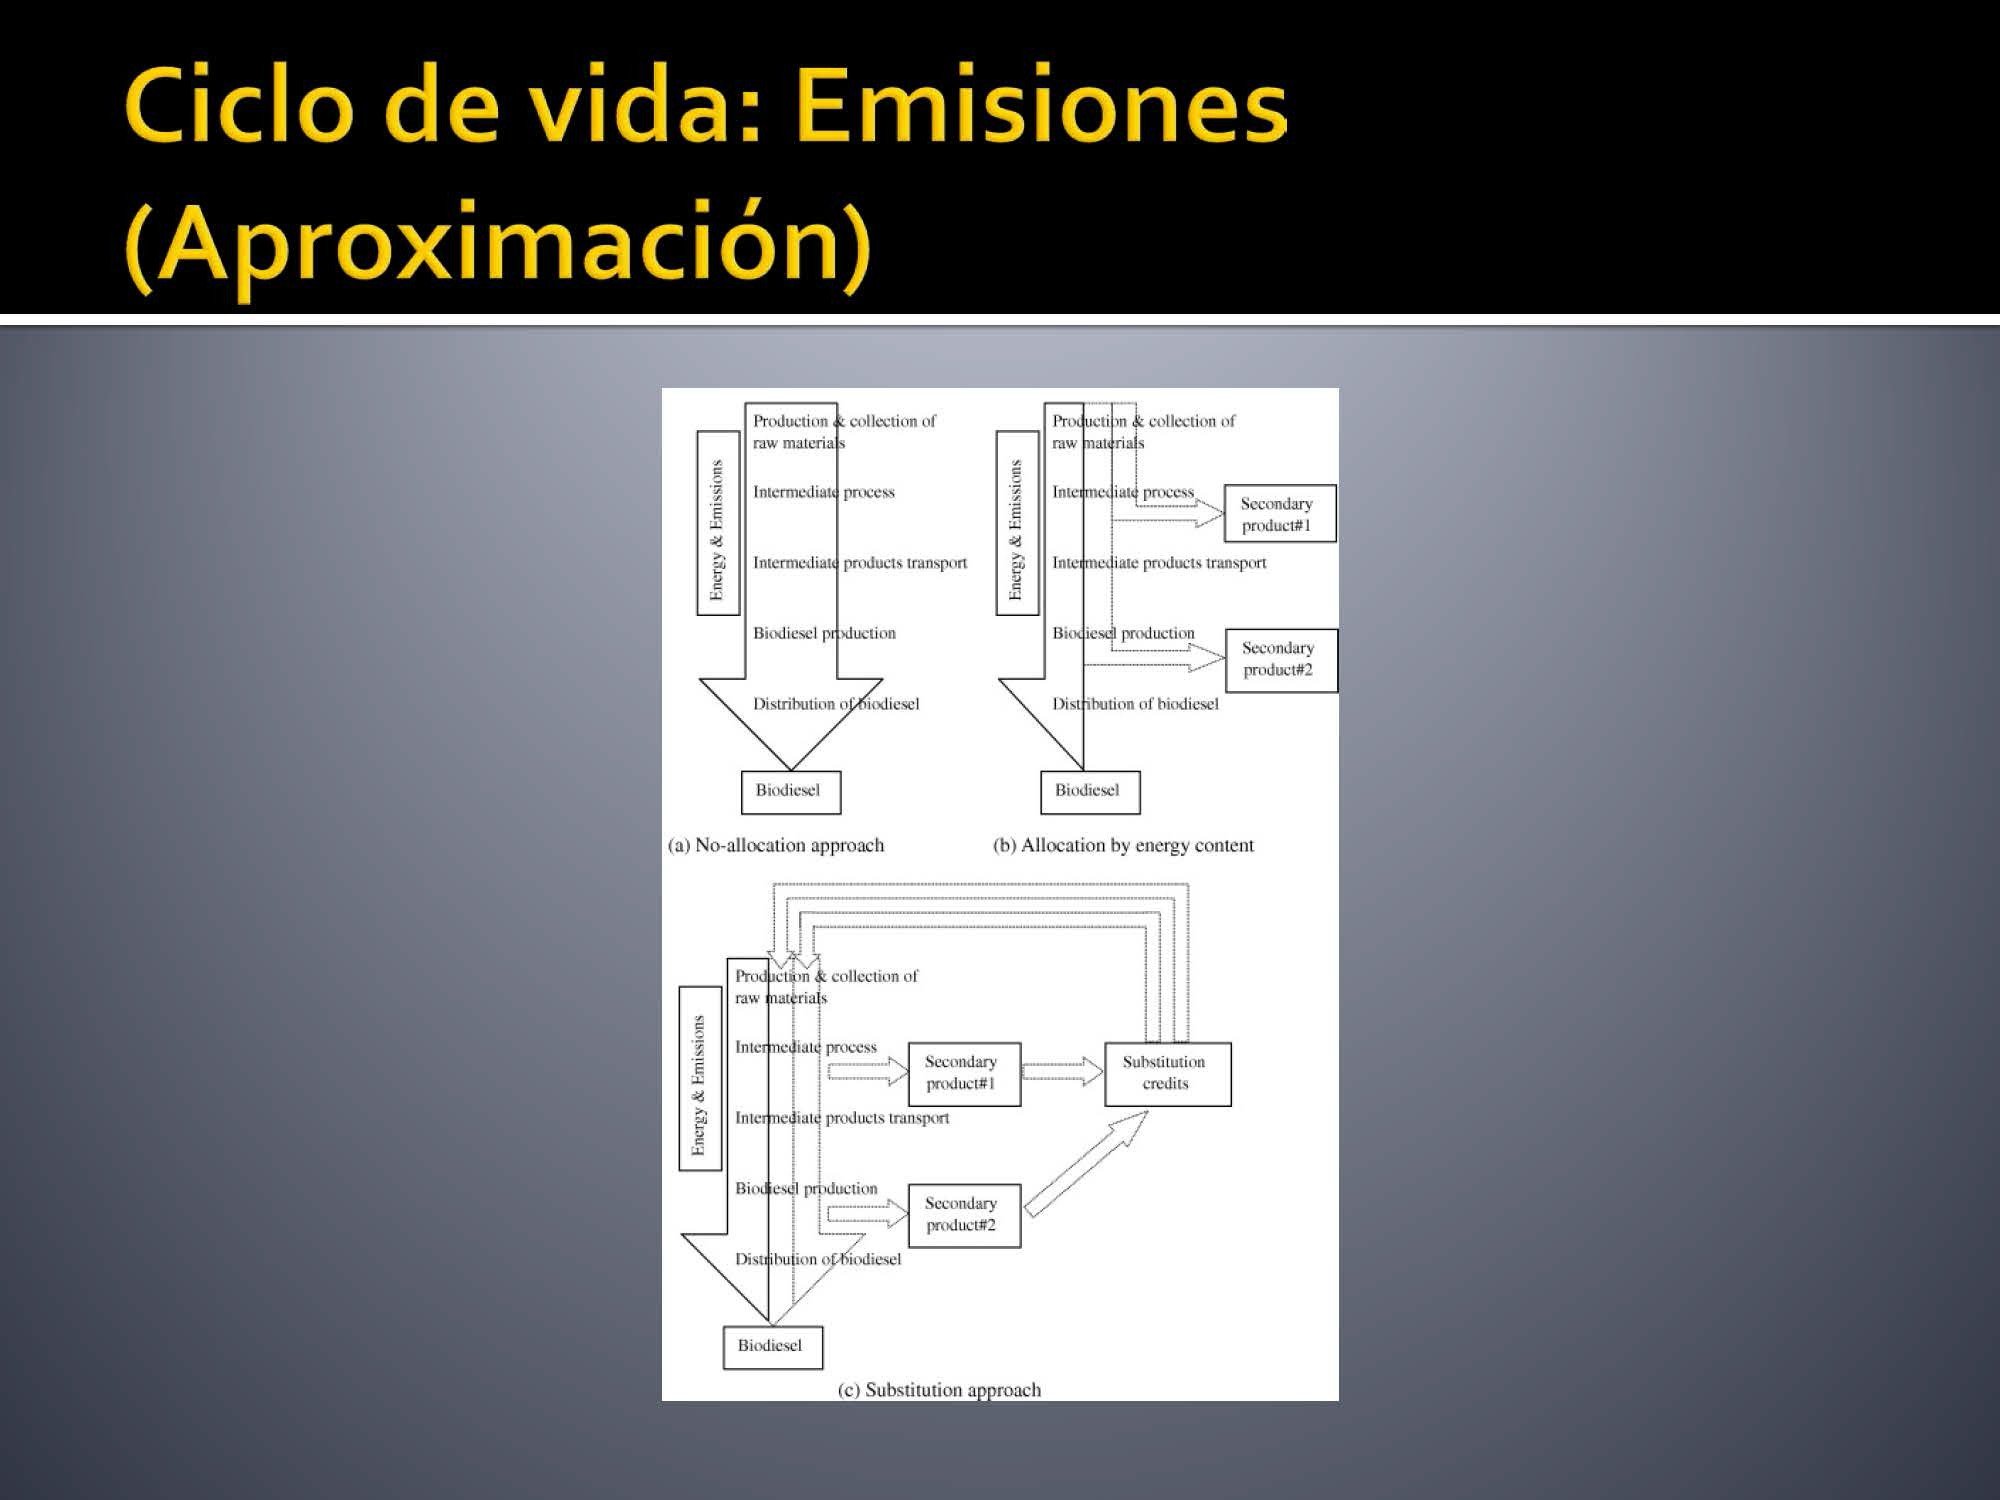 Ciclo de vida: Emisiones
(Aproximación)
Energy & Emissions
Production & collection of
raw materials
Intermediate process
Intermediate products transport
Biodiesel production
Distribution of biodiesel
Biodiesel
(a) No-allocation approach
Energy & Emissions
Production & collection of
raw materials
Intermediate process
Secondary
product#1
Intermediate products transport
Biodiesel production
Secondary
product#2
Distribution of biodiesel
Biodiesel
(b) Allocation by energy content
Energy & Emissions
Production & collection of
raw materials
Intermediate process
Secondary
product#1
Substitution
credits
Intermediate products transport
Biodiesel production
Secondary
product#2
Distribution of biodiesel
Biodiesel
(c) Substitution approach